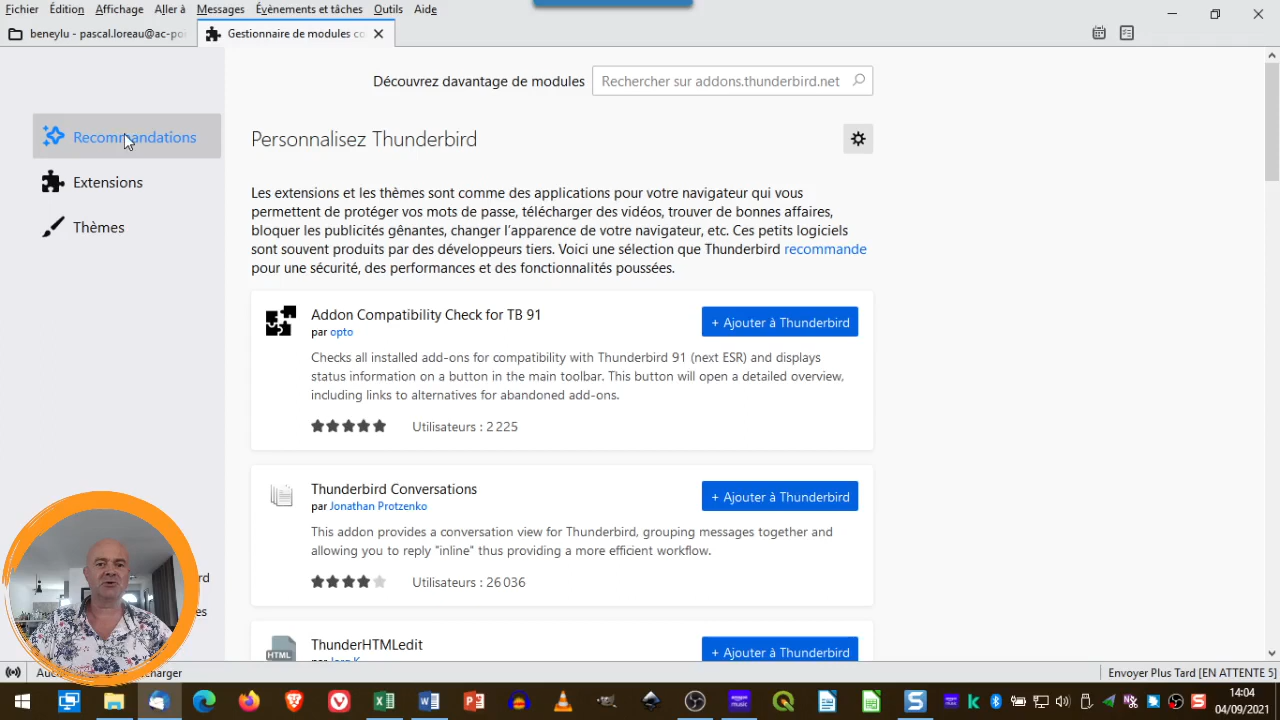 Fichier Édition Affichage Aller à Messages Évènements et tâches Outils Aide
beneylu - pascal.loreau@ac-poi
Gestionnaire de modules co
Découvrez davantage de modules
Rechercher sur addons.thunderbird.net
Recommandations
Extensions
Thèmes
Personnalisez Thunderbird
Les extensions et les thèmes sont comme des applications pour votre navigateur qui vous
permettent de protéger vos mots de passe, télécharger des vidéos, trouver de bonnes affaires,
bloquer les publicités gênantes, changer l'apparence de votre navigateur, etc. Ces petits logiciels
sont souvent produits par des développeurs tiers. Voici une sélection que Thunderbird recommande
pour une sécurité, des performances et des fonctionnalités poussées.
Addon Compatibility Check for TB 91
par opto
+ Ajouter à Thunderbird
Checks all installed add-ons for compatibility with Thunderbird 91 (next ESR) and displays
status information on a button in the main toolbar. This button will open a detailed overview,
including links to alternatives for abandoned add-ons.
Utilisateurs : 2 225
Thunderbird Conversations
par Jonathan Protzenko
+ Ajouter à Thunderbird
This addon provides a conversation view for Thunderbird, grouping messages together and
allowing you to reply "inline" thus providing a more efficient workflow.
Utilisateurs : 26 036
ThunderHTMLedit
HTML
+ Ajouter à Thunderbird
Envoyer Plus Tard [EN ATTENTE 5]
music
14:04
04/09/2021